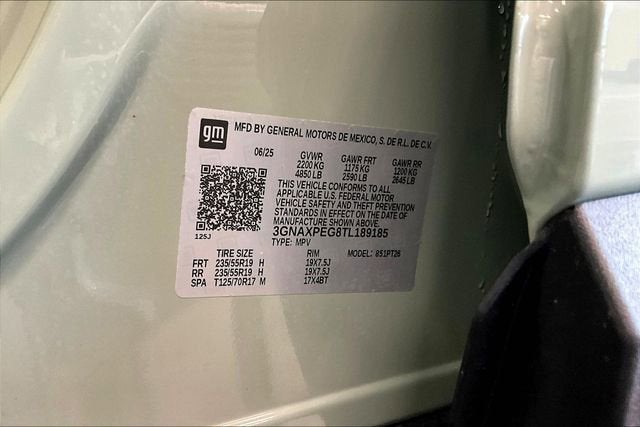 gm MFD BY GENERAL MOTORS DE MEXICO, S. DE R.L. DE C.V.
06/25 GVWR GAWR FRT GAWR RR
2200 KG 1175 KG 1200 KG
4850 LB 2590 LB 2645 LB
THIS VEHICLE CONFORMS TO ALL
APPLICABLE U.S. FEDERAL MOTOR
VEHICLE SAFETY AND THEFT PREVENTION
STANDARDS IN EFFECT ON THE DATE OF
MANUFACTURE SHOWN ABOVE.
3GNAXPEG8TL189185
125J TYPE: MPV
TIRE SIZE RIM MODEL: 851PT26
FRT 235/55R19 H 19X7.5J
RR 235/55R19 H 19X7.5J
SPA T125/70R17 M 17X4BT